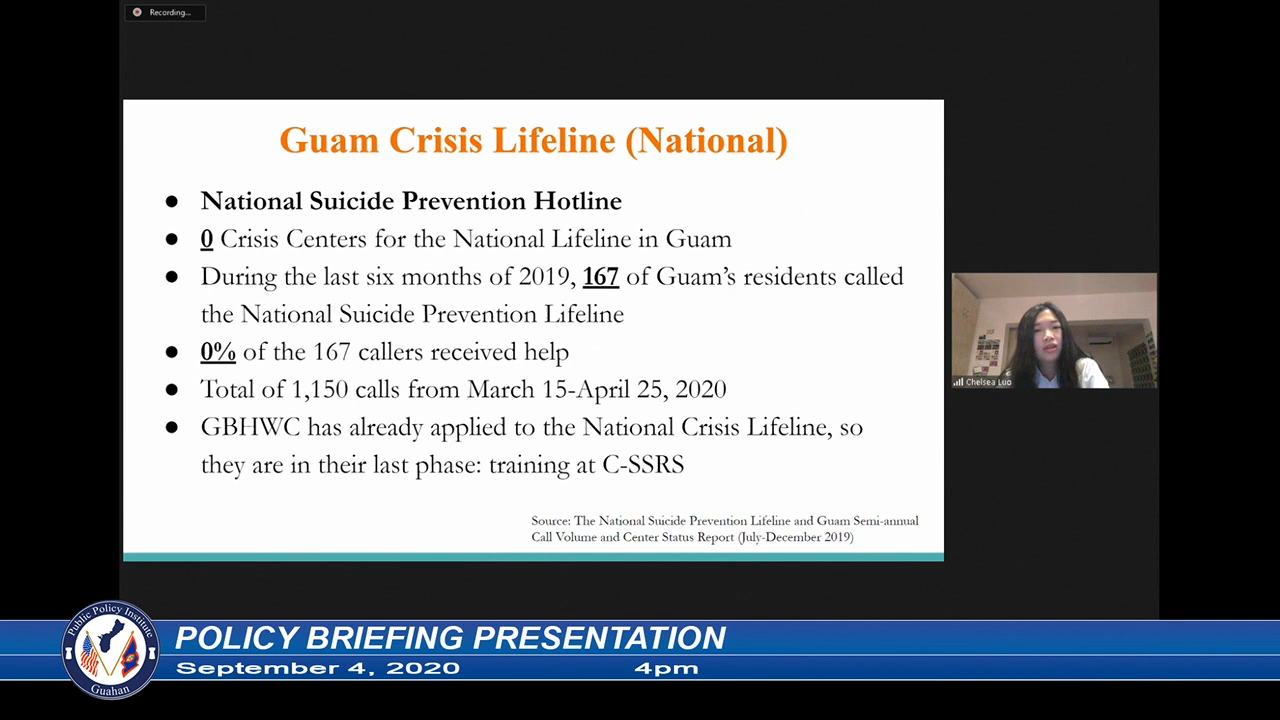 Recording...
Guam Crisis Lifeline (National)
● National Suicide Prevention Hotline
● 0 Crisis Centers for the National Lifeline in Guam
● During the last six months of 2019, 167 of Guam's residents called
the National Suicide Prevention Lifeline
● 0% of the 167 callers received help
● Total of 1,150 calls from March 15-April 25, 2020
● GBHWC has already applied to the National Crisis Lifeline, so
they are in their last phase: training at C-SSRS
Source: The National Suicide Prevention Lifeline and Guam Semi-annual
Call Volume and Center Status Report (July-December 2019)
Chelsea Luo
Public Policy Institute
Guahan
POLICY BRIEFING PRESENTATION
September 4, 2020 4pm